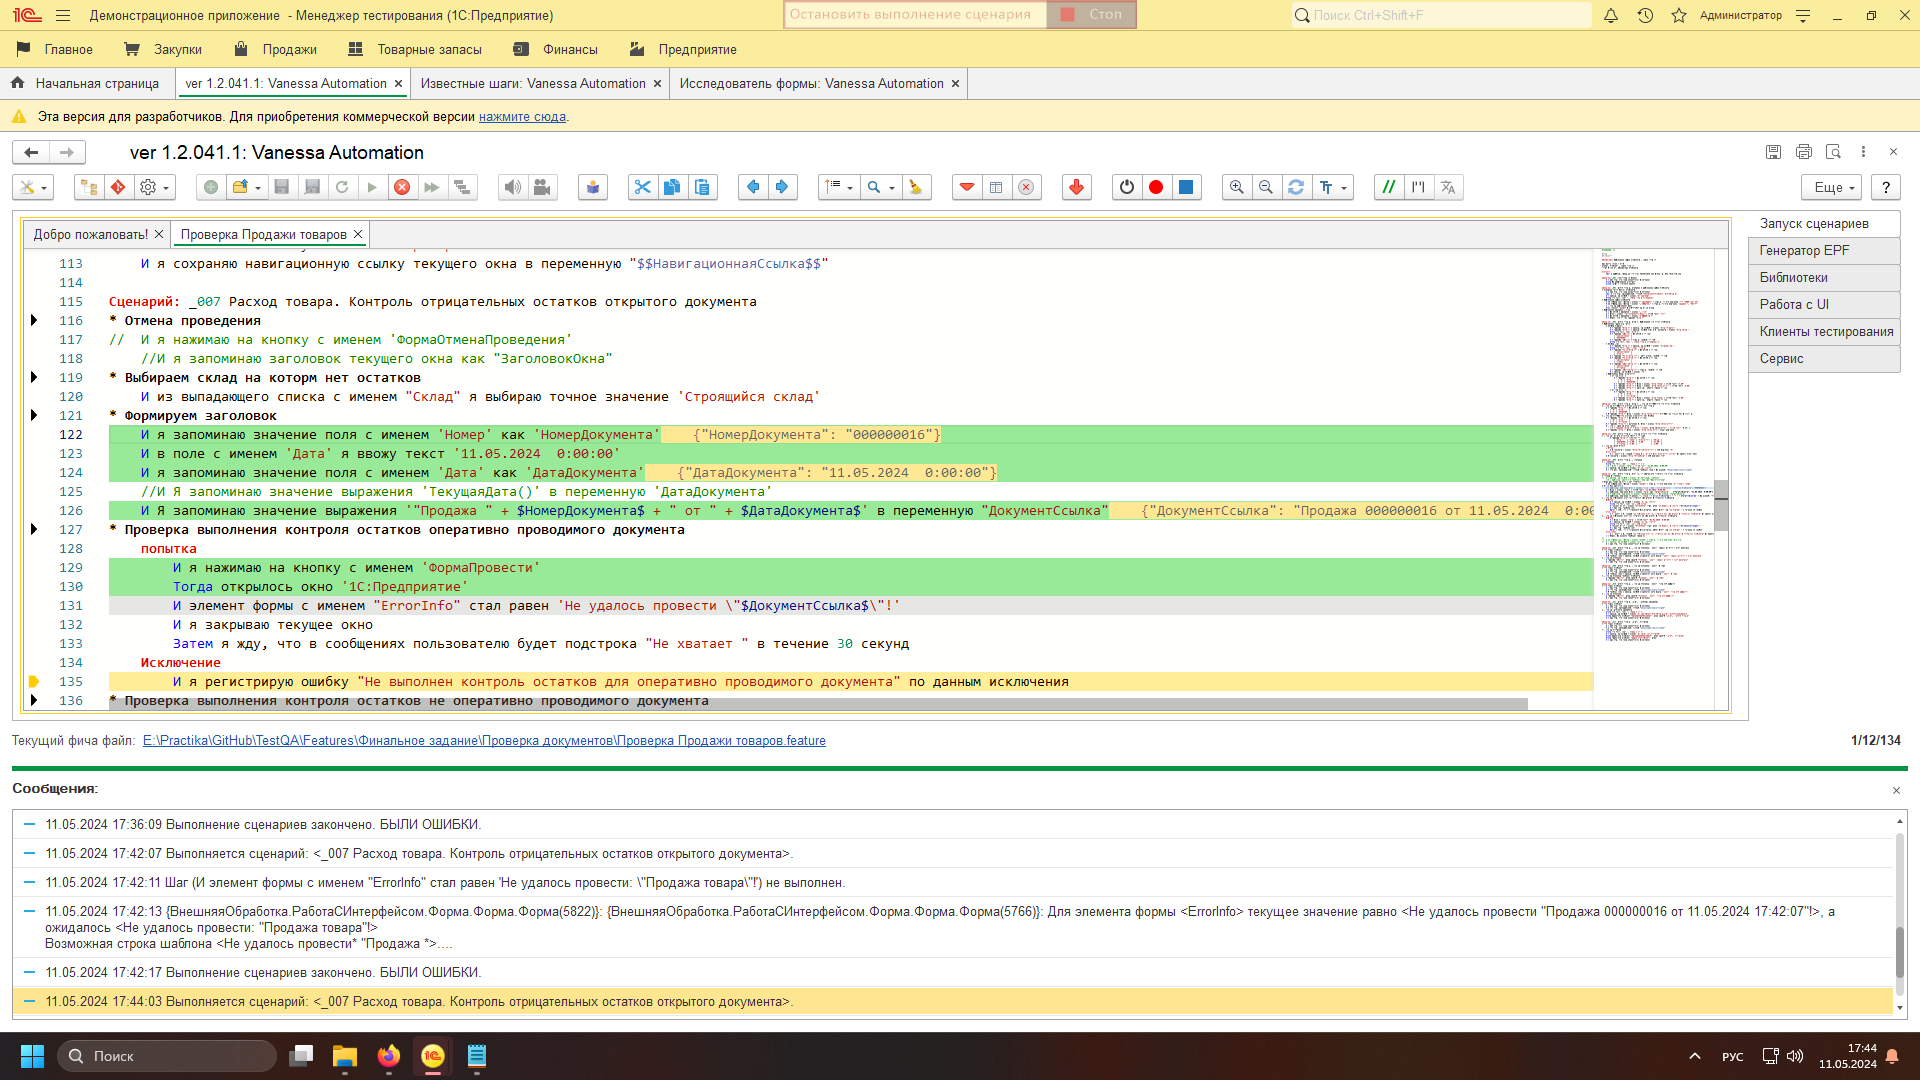 Демонстрационное приложение - Менеджер тестирования (1С:Предприятие)
Остановить выполнение сценария Стоп
Поиск Ctrl+Shift+F
Администратор
Главное Закупки Продажи Товарные запасы Финансы Предприятие
Начальная страница ver 1.2.041.1: Vanessa Automation Известные шаги: Vanessa Automation Исследователь формы: Vanessa Automation
Эта версия для разработчиков. Для приобретения коммерческой версии нажмите сюда.
ver 1.2.041.1: Vanessa Automation
Еще ?
Добро пожаловать! Проверка Продажи товаров
113 И я сохраняю навигационную ссылку текущего окна в переменную "$$НавигационнаяСсылка$$"
114
115 Сценарий: _007 Расход товара. Контроль отрицательных остатков открытого документа
116 * Отмена проведения
117 // И я нажимаю на кнопку с именем 'ФормаОтменаПроведения'
118 //И я запоминаю заголовок текущего окна как "ЗаголовокОкна"
119 * Выбираем склад на которм нет остатков
120 И из выпадающего списка с именем "Склад" я выбираю точное значение 'Строящийся склад'
121 * Формируем заголовок
122 И я запоминаю значение поля с именем 'Номер' как 'НомерДокумента' {"НомерДокумента": "000000016"}
123 И в поле с именем 'Дата' я ввожу текст '11.05.2024  0:00:00'
124 И я запоминаю значение поля с именем 'Дата' как 'ДатаДокумента' {"ДатаДокумента": "11.05.2024  0:00:00"}
125 //И Я запоминаю значение выражения 'ТекущаяДата()' в переменную 'ДатаДокумента'
126 И Я запоминаю значение выражения '"Продажа " + $НомерДокумента$ + " от " + $ДатаДокумента$' в переменную "ДокументСсылка" {"ДокументСсылка": "Продажа 000000016 от 11.05.2024  0:00
127 * Проверка выполнения контроля остатков оперативно проводимого документа
128 попытка
129 И я нажимаю на кнопку с именем 'ФормаПровести'
130 Тогда открылось окно '1С:Предприятие'
131 И элемент формы с именем "ErrorInfo" стал равен 'Не удалось провести \"$ДокументСсылка$\"!'
132 И я закрываю текущее окно
133 Затем я жду, что в сообщениях пользователю будет подстрока "Не хватает " в течение 30 секунд
134 Исключение
135 И я регистрирую ошибку "Не выполнен контроль остатков для оперативно проводимого документа" по данным исключения
136 * Проверка выполнения контроля остатков не оперативно проводимого документа
Запуск сценариев
Генератор EPF
Библиотеки
Работа с UI
Клиенты тестирования
Сервис
Текущий фича файл: E:\Practika\GitHub\TestQA\Features\Финальное задание\Проверка документов\Проверка Продажи товаров.feature
1/12/134
Сообщения:
11.05.2024 17:36:09 Выполнение сценариев закончено. БЫЛИ ОШИБКИ.
11.05.2024 17:42:07 Выполняется сценарий: <_007 Расход товара. Контроль отрицательных остатков открытого документа>.
11.05.2024 17:42:11 Шаг (И элемент формы с именем "ErrorInfo" стал равен 'Не удалось провести: \"Продажа товара\"!') не выполнен.
11.05.2024 17:42:13 {ВнешняяОбработка.РаботаСИнтерфейсом.Форма.Форма.Форма(5822)}: {ВнешняяОбработка.РаботаСИнтерфейсом.Форма.Форма.Форма(5766)}: Для элемента формы <ErrorInfo> текущее значение равно <Не удалось провести "Продажа 000000016 от 11.05.2024 17:42:07"!>, а
ожидалось <Не удалось провести: "Продажа товара"!>
Возможная строка шаблона <Не удалось провести* "Продажа *>....
11.05.2024 17:42:17 Выполнение сценариев закончено. БЫЛИ ОШИБКИ.
11.05.2024 17:44:03 Выполняется сценарий: <_007 Расход товара. Контроль отрицательных остатков открытого документа>.
Поиск
РУС
17:44
11.05.2024